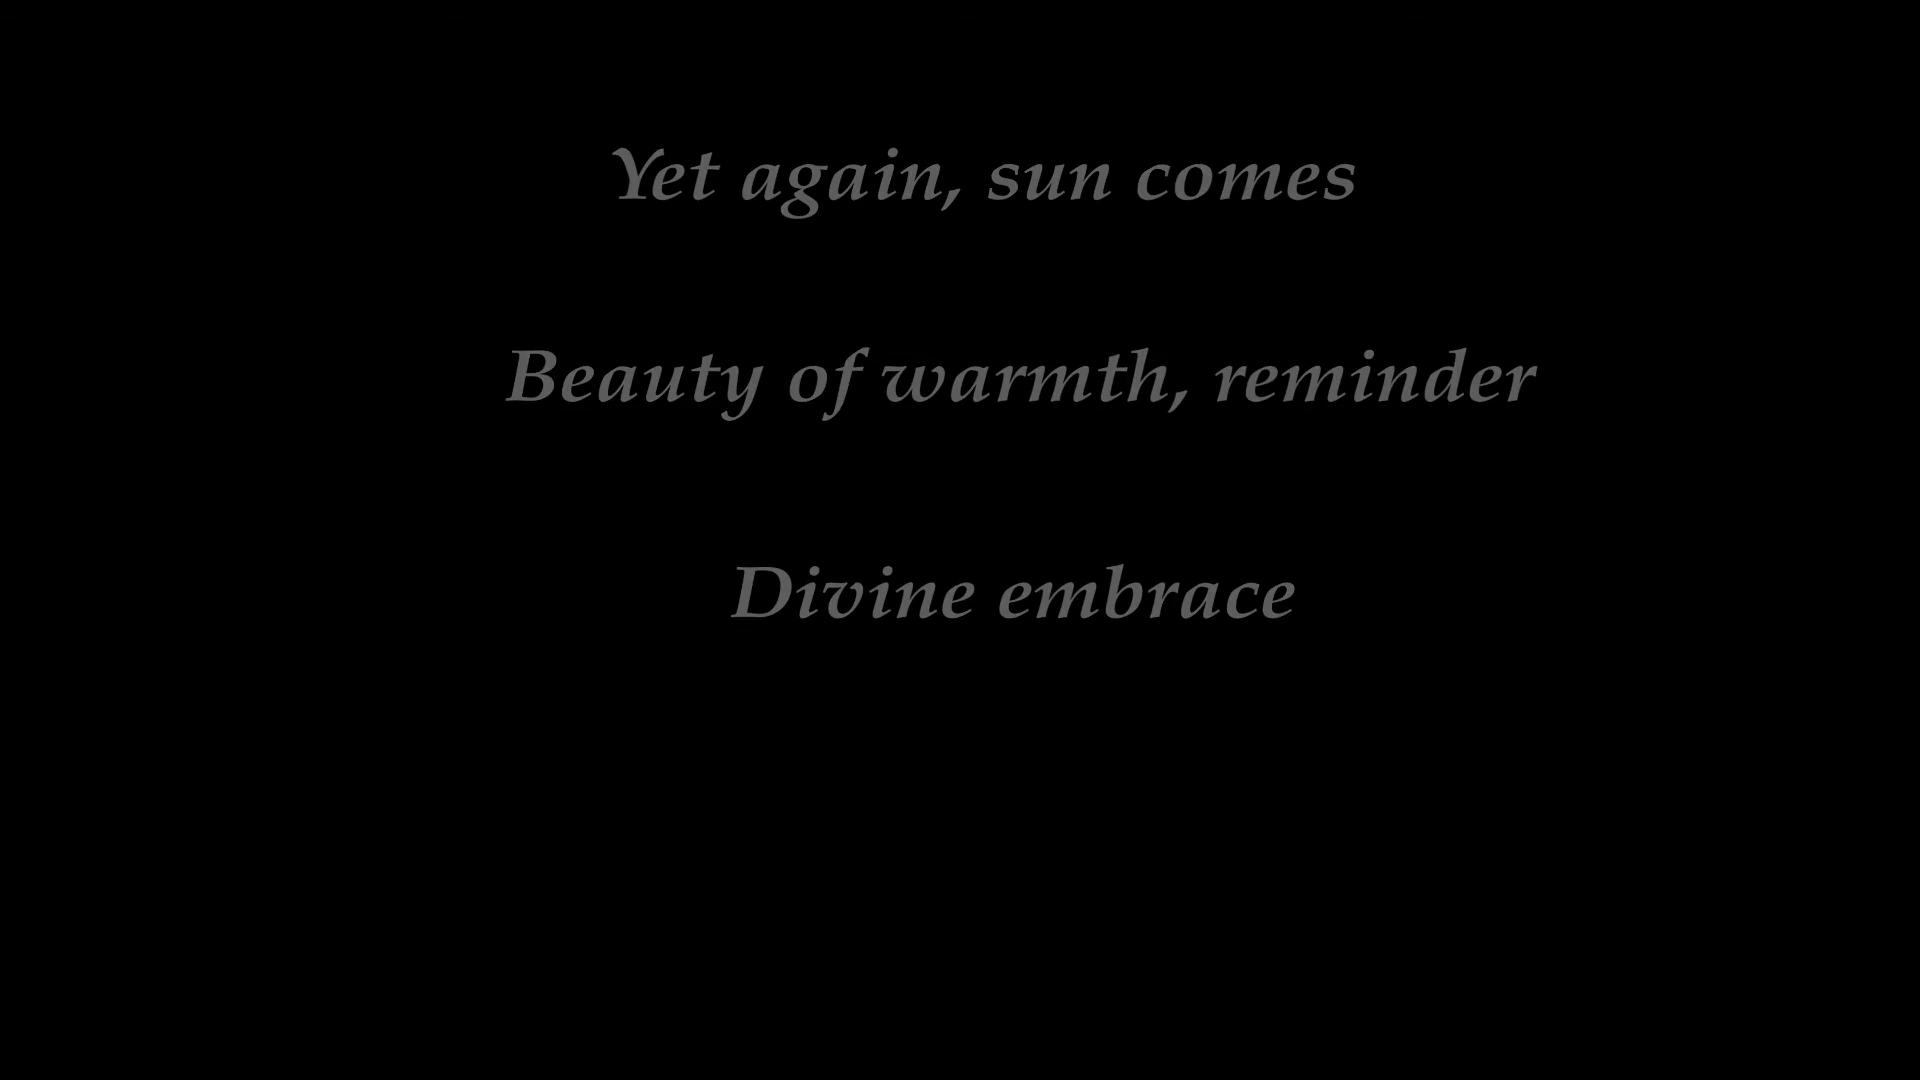 Yet again, sun comes
Beauty of warmth, reminder
Divine embrace